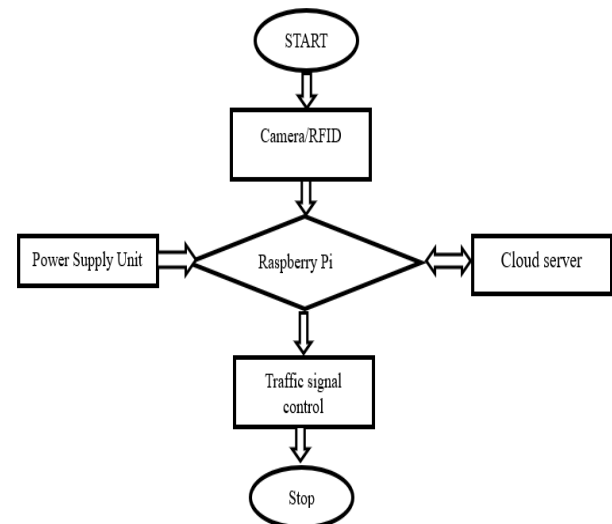 START
Camera/RFID
Power Supply Unit
Raspberry Pi
Cloud server
Traffic signal
control
Stop